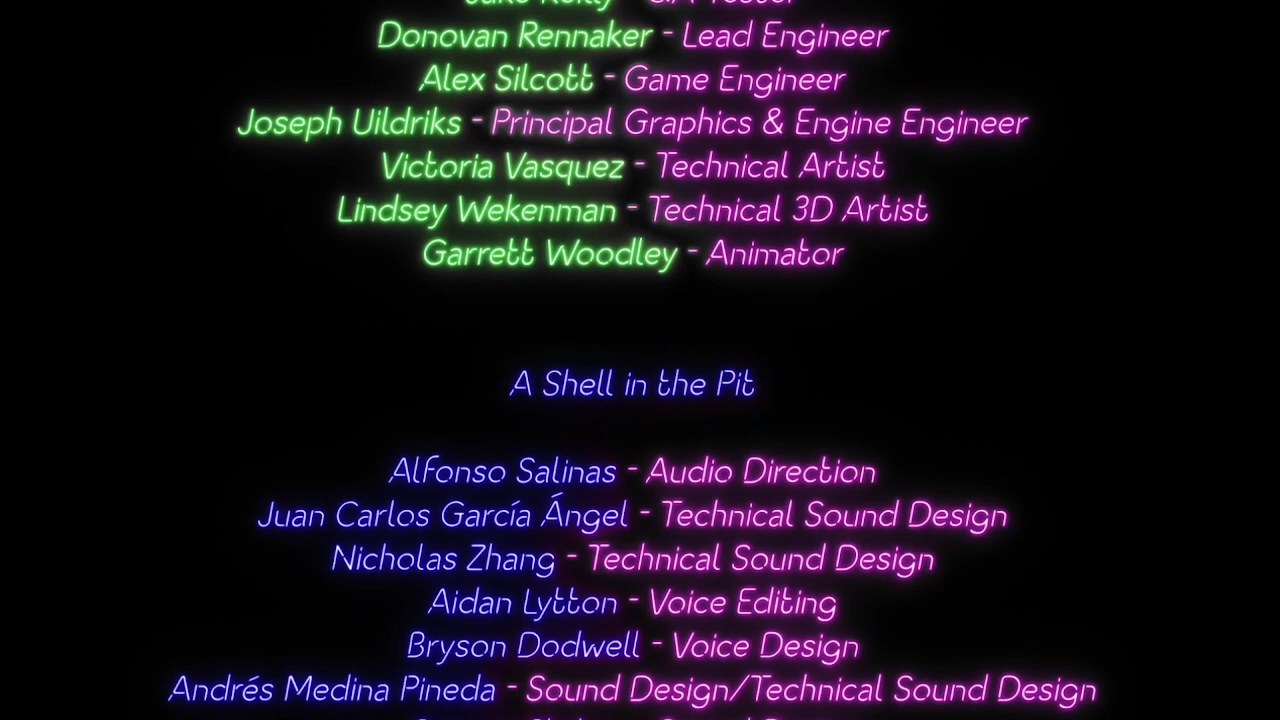 Donovan Rennaker - Lead Engineer
Alex Silcott - Game Engineer
Joseph Uildriks - Principal Graphics & Engine Engineer
Victoria Vasquez - Technical Artist
Lindsey Wekenman - Technical 3D Artist
Garrett Woodley - Animator
A Shell in the Pit
Alfonso Salinas - Audio Direction
Juan Carlos García Ángel - Technical Sound Design
Nicholas Zhang - Technical Sound Design
Aidan Lytton - Voice Editing
Bryson Dodwell - Voice Design
Andrés Medina Pineda - Sound Design/Technical Sound Design